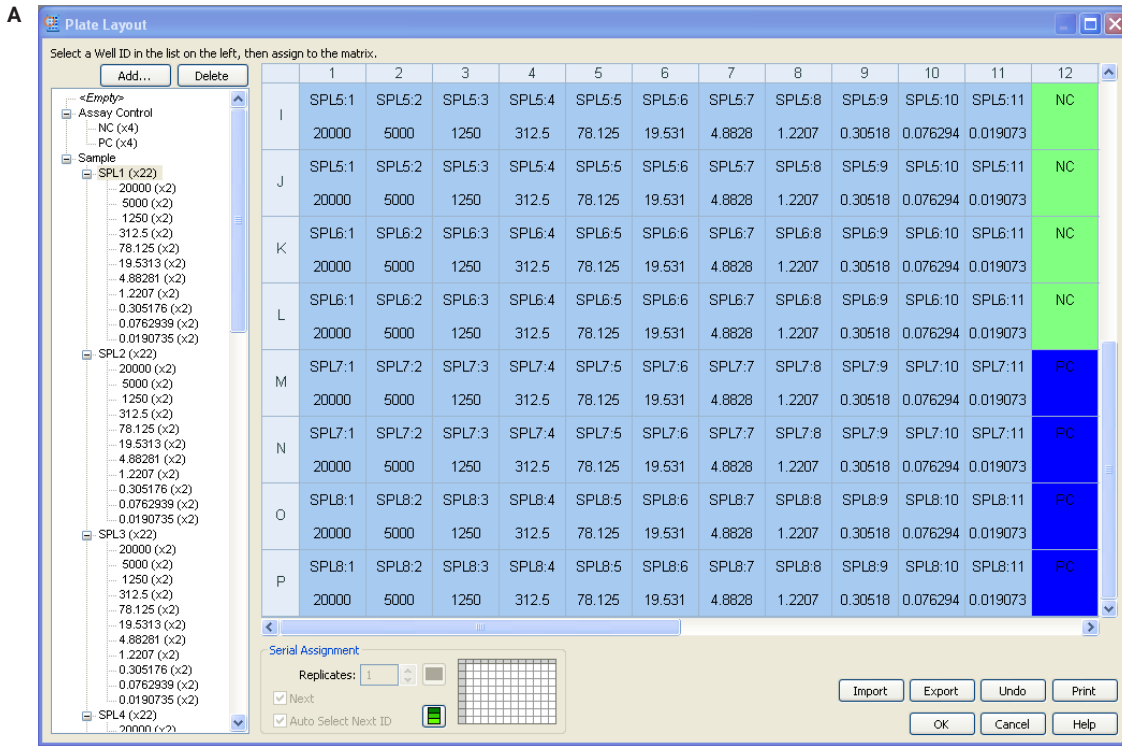 A
Plate Layout
Select a Well ID in the list on the left, then assign to the matrix.
Add... Delete
<Empty>
Assay Control
NC (x4)
PC (x4)
Sample
SPL1 (x22)
20000 (x2)
5000 (x2)
1250 (x2)
312.5 (x2)
78.125 (x2)
19.5313 (x2)
4.88281 (x2)
1.2207 (x2)
0.305176 (x2)
0.0762939 (x2)
0.0190735 (x2)
SPL2 (x22)
20000 (x2)
5000 (x2)
1250 (x2)
312.5 (x2)
78.125 (x2)
19.5313 (x2)
4.88281 (x2)
1.2207 (x2)
0.305176 (x2)
0.0762939 (x2)
0.0190735 (x2)
SPL3 (x22)
20000 (x2)
5000 (x2)
1250 (x2)
312.5 (x2)
78.125 (x2)
19.5313 (x2)
4.88281 (x2)
1.2207 (x2)
0.305176 (x2)
0.0762939 (x2)
0.0190735 (x2)
SPL4 (x22)
20000 (x2)
1 2 3 4 5 6 7 8 9 10 11 12
I
SPL5:1 SPL5:2 SPL5:3 SPL5:4 SPL5:5 SPL5:6 SPL5:7 SPL5:8 SPL5:9 SPL5:10 SPL5:11 NC
20000 5000 1250 312.5 78.125 19.531 4.8828 1.2207 0.30518 0.076294 0.019073
J
SPL5:1 SPL5:2 SPL5:3 SPL5:4 SPL5:5 SPL5:6 SPL5:7 SPL5:8 SPL5:9 SPL5:10 SPL5:11 NC
20000 5000 1250 312.5 78.125 19.531 4.8828 1.2207 0.30518 0.076294 0.019073
K
SPL6:1 SPL6:2 SPL6:3 SPL6:4 SPL6:5 SPL6:6 SPL6:7 SPL6:8 SPL6:9 SPL6:10 SPL6:11 NC
20000 5000 1250 312.5 78.125 19.531 4.8828 1.2207 0.30518 0.076294 0.019073
L
SPL6:1 SPL6:2 SPL6:3 SPL6:4 SPL6:5 SPL6:6 SPL6:7 SPL6:8 SPL6:9 SPL6:10 SPL6:11 NC
20000 5000 1250 312.5 78.125 19.531 4.8828 1.2207 0.30518 0.076294 0.019073
M
SPL7:1 SPL7:2 SPL7:3 SPL7:4 SPL7:5 SPL7:6 SPL7:7 SPL7:8 SPL7:9 SPL7:10 SPL7:11 PC
20000 5000 1250 312.5 78.125 19.531 4.8828 1.2207 0.30518 0.076294 0.019073
N
SPL7:1 SPL7:2 SPL7:3 SPL7:4 SPL7:5 SPL7:6 SPL7:7 SPL7:8 SPL7:9 SPL7:10 SPL7:11 PC
20000 5000 1250 312.5 78.125 19.531 4.8828 1.2207 0.30518 0.076294 0.019073
O
SPL8:1 SPL8:2 SPL8:3 SPL8:4 SPL8:5 SPL8:6 SPL8:7 SPL8:8 SPL8:9 SPL8:10 SPL8:11 PC
20000 5000 1250 312.5 78.125 19.531 4.8828 1.2207 0.30518 0.076294 0.019073
P
SPL8:1 SPL8:2 SPL8:3 SPL8:4 SPL8:5 SPL8:6 SPL8:7 SPL8:8 SPL8:9 SPL8:10 SPL8:11 PC
20000 5000 1250 312.5 78.125 19.531 4.8828 1.2207 0.30518 0.076294 0.019073
Serial Assignment
Replicates: 1
Next
Auto Select Next ID
Import Export Undo Print
OK Cancel Help